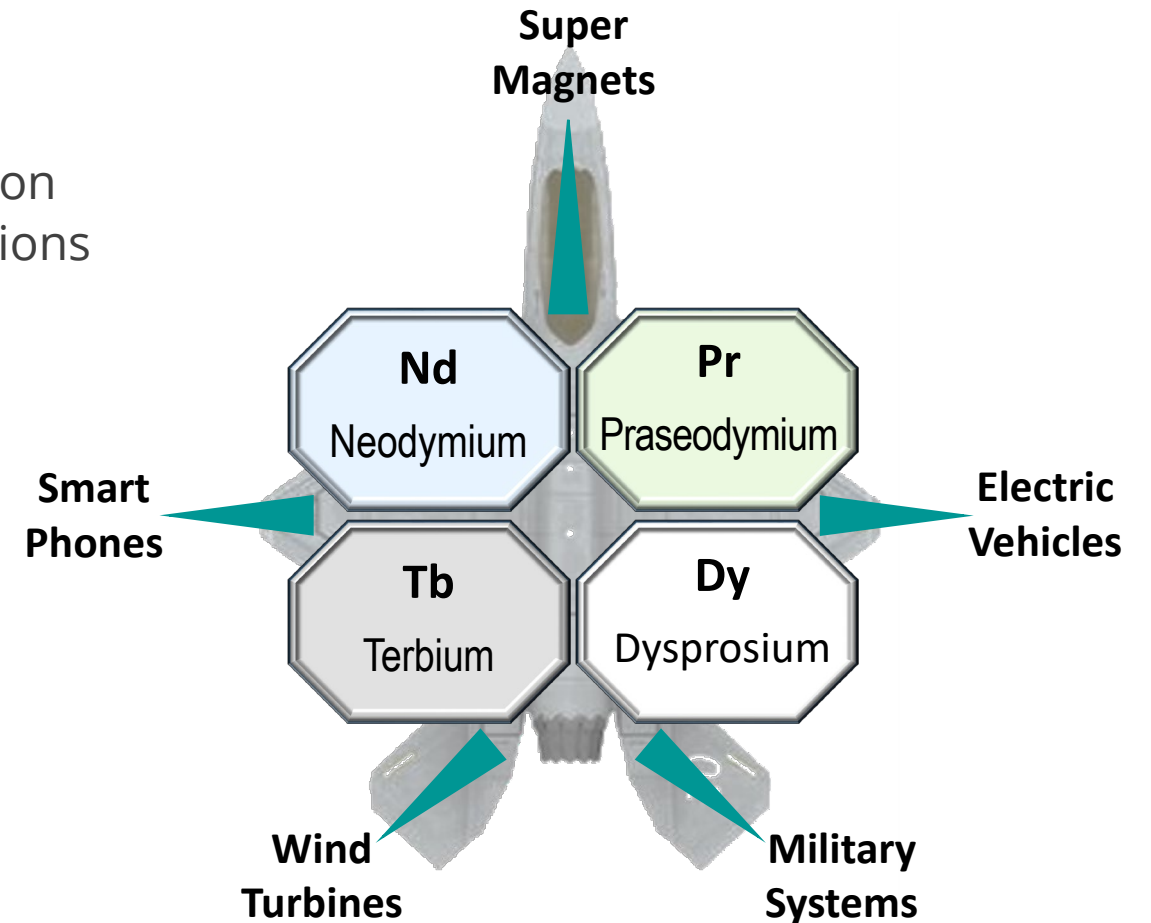 Super
Magnets
on
ions
Nd
Neodymium
Pr
Praseodymium
Smart
Phones
Electric
Vehicles
Tb
Terbium
Dy
Dysprosium
Wind
Turbines
Military
Systems